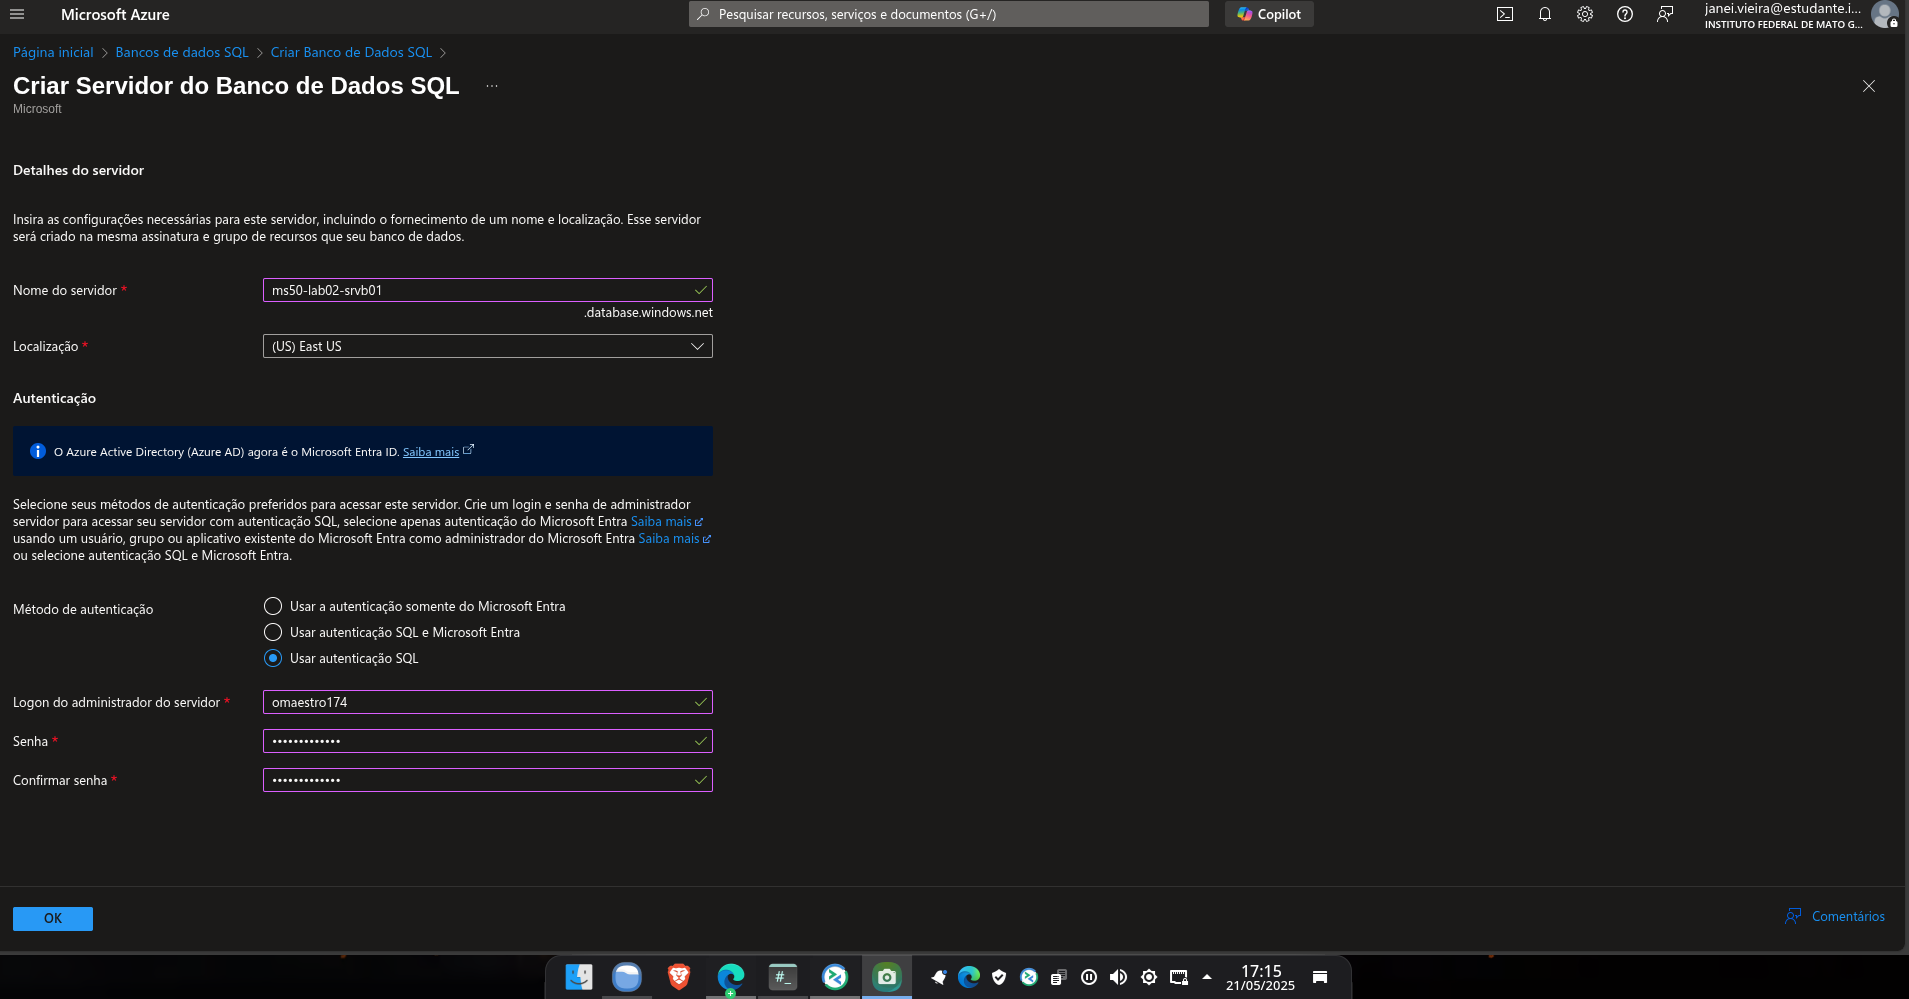 Microsoft Azure
Pesquisar recursos, serviços e documentos (G+/)
Copilot
janei.vieira@estudante.i...
INSTITUTO FEDERAL DE MATO G...
Página inicial > Bancos de dados SQL > Criar Banco de Dados SQL >
Criar Servidor do Banco de Dados SQL ...
Microsoft
Detalhes do servidor
Insira as configurações necessárias para este servidor, incluindo o fornecimento de um nome e localização. Esse servidor
será criado na mesma assinatura e grupo de recursos que seu banco de dados.
Nome do servidor *
ms50-lab02-srvb01
.database.windows.net
Localização *
(US) East US
Autenticação
O Azure Active Directory (Azure AD) agora é o Microsoft Entra ID. Saiba mais
Selecione seus métodos de autenticação preferidos para acessar este servidor. Crie um login e senha de administrador
servidor para acessar seu servidor com autenticação SQL, selecione apenas autenticação do Microsoft Entra Saiba mais
usando um usuário, grupo ou aplicativo existente do Microsoft Entra como administrador do Microsoft Entra Saiba mais
ou selecione autenticação SQL e Microsoft Entra.
Método de autenticação
Usar a autenticação somente do Microsoft Entra
Usar autenticação SQL e Microsoft Entra
Usar autenticação SQL
Logon do administrador do servidor *
omaestro174
Senha *
•••••••••••••
Confirmar senha *
•••••••••••••
OK
Comentários
#_
17:15
21/05/2025